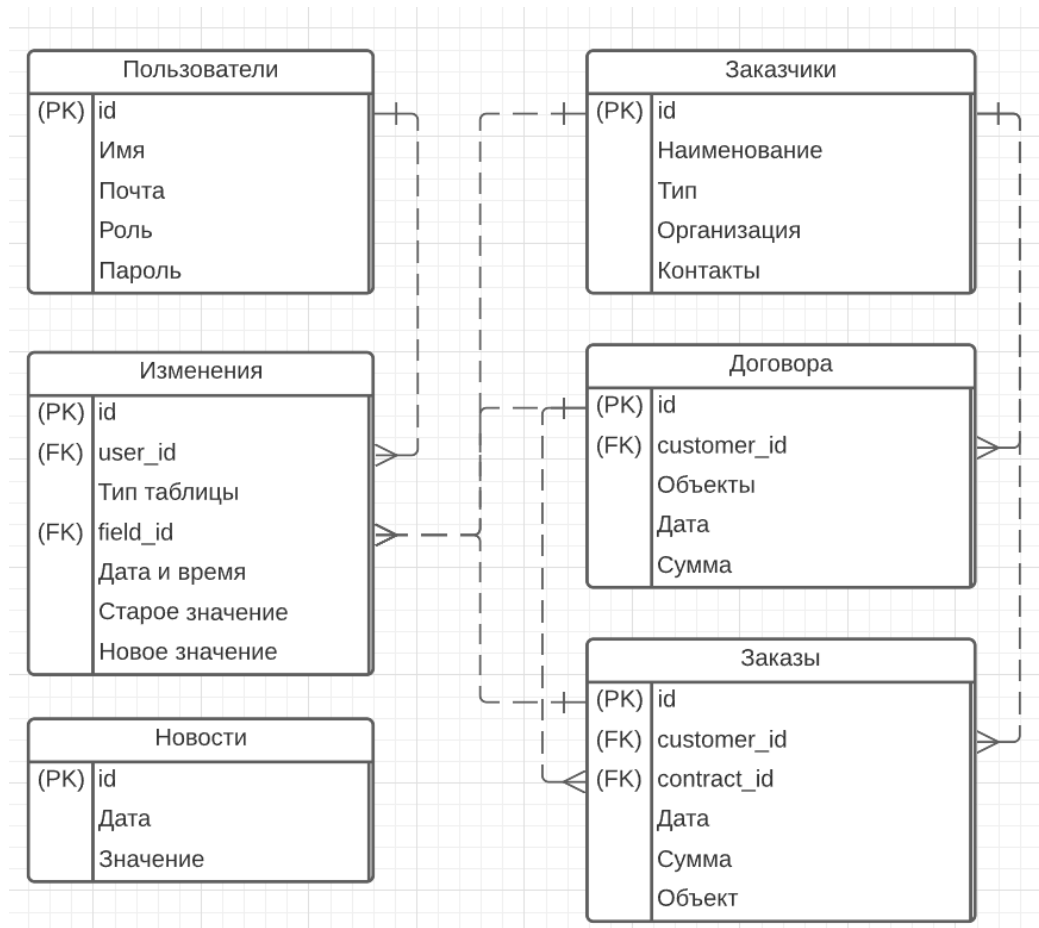 Пользователи
(PK) id
Имя
Почта
Роль
Пароль
Изменения
(PK) id
(FK) user_id
Тип таблицы
(FK) field_id
Дата и время
Старое значение
Новое значение
Новости
(PK) id
Дата
Значение
Заказчики
(PK) id
Наименование
Тип
Организация
Контакты
Договора
(PK) id
(FK) customer_id
Объекты
Дата
Сумма
Заказы
(PK) id
(FK) customer_id
(FK) contract_id
Дата
Сумма
Объект